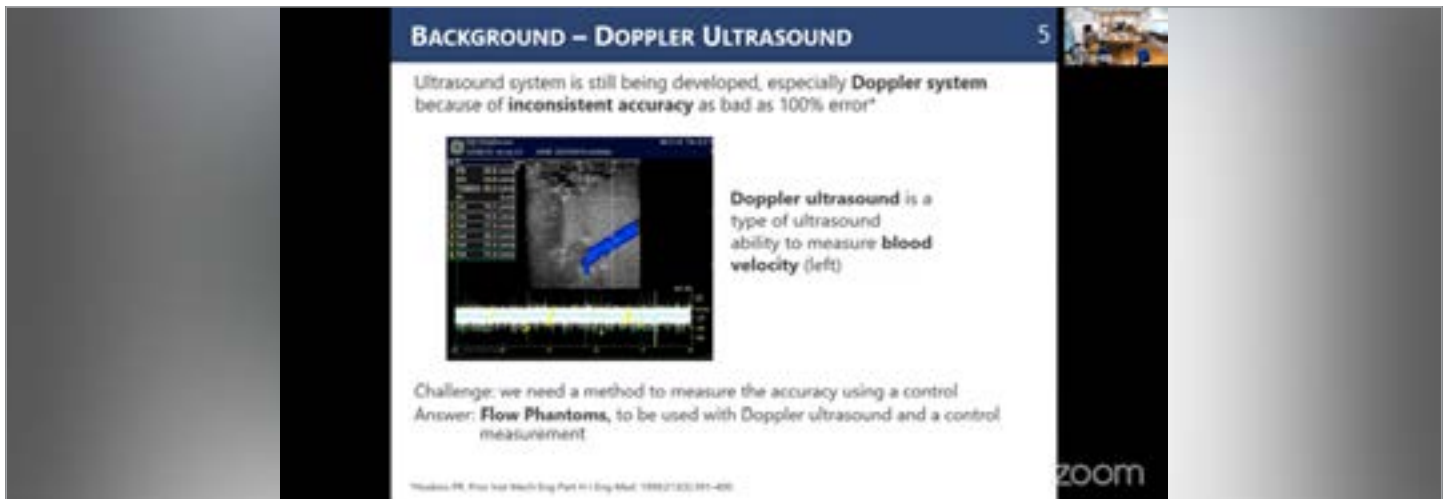 BACKGROUND – DOPPLER ULTRASOUND
5
Ultrasound system is still being developed, especially Doppler system
because of inconsistent accuracy as bad as 100% error*
Doppler ultrasound is a
type of ultrasound
ability to measure blood
velocity (left)
Challenge: we need a method to measure the accuracy using a control
Answer: Flow Phantoms, to be used with Doppler ultrasound and a control
measurement
zoom